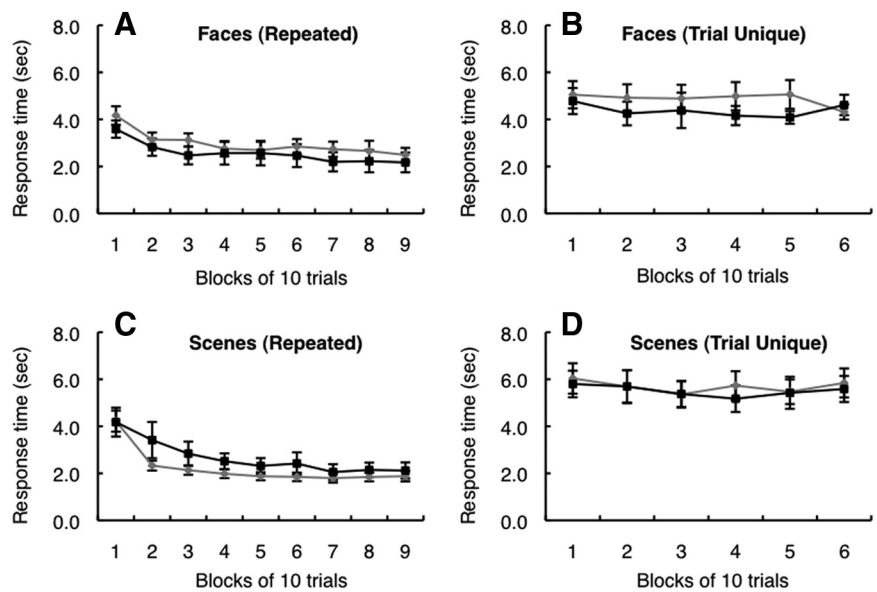 A
Faces (Repeated)
Response time (sec)
8.0
6.0
4.0
2.0
0.0
1 2 3 4 5 6 7 8 9
Blocks of 10 trials
B
Faces (Trial Unique)
Response time (sec)
8.0
6.0
4.0
2.0
0.0
1 2 3 4 5 6
Blocks of 10 trials
C
Scenes (Repeated)
Response time (sec)
8.0
6.0
4.0
2.0
0.0
1 2 3 4 5 6 7 8 9
Blocks of 10 trials
D
Scenes (Trial Unique)
Response time (sec)
8.0
6.0
4.0
2.0
0.0
1 2 3 4 5 6
Blocks of 10 trials